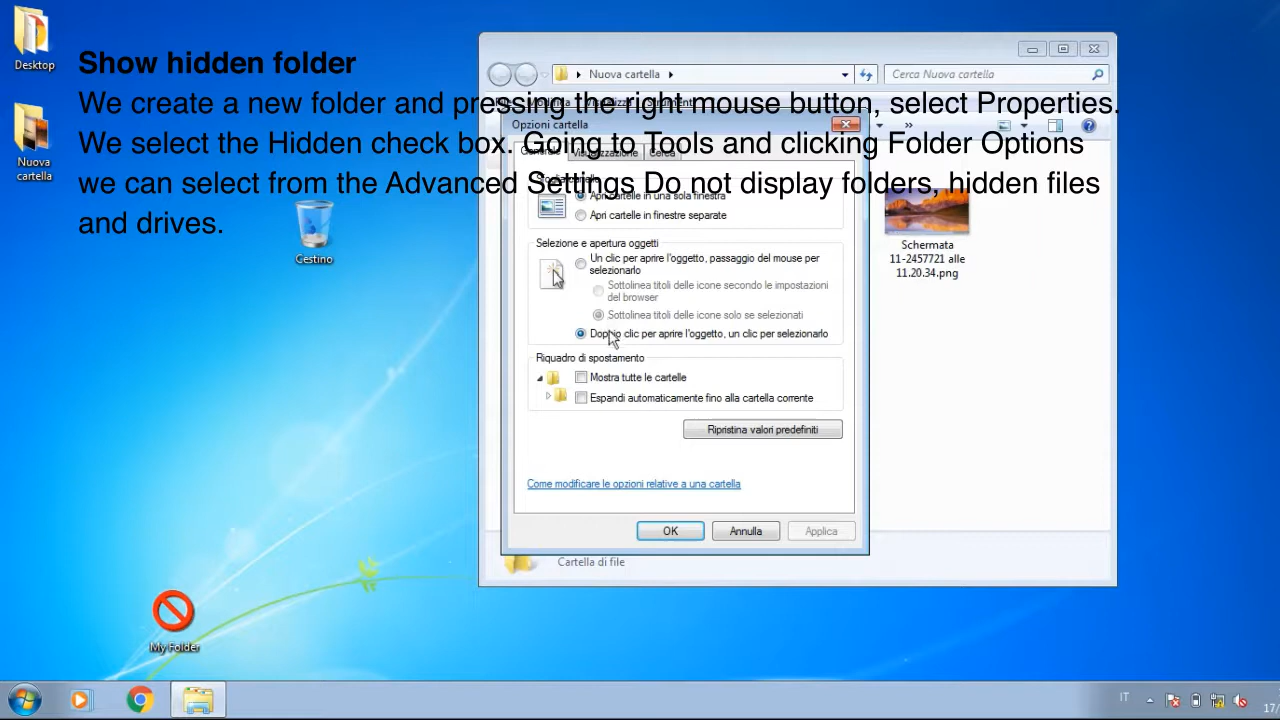 Show hidden folder
We create a new folder and pressing the right mouse button, select Properties.
We select the Hidden check box. Going to Tools and clicking Folder Options
we can select from the Advanced Settings Do not display folders, hidden files
and drives.
Desktop
Nuova
cartella
Cestino
My Folder
Nuova cartella
Cerca Nuova cartella
Opzioni cartella
Visualizzazione
Cerca
Apri cartelle in una sola finestra
Apri cartelle in finestre separate
Selezione e apertura oggetti
Un clic per aprire l'oggetto, passaggio del mouse per
selezionarlo
Sottolinea titoli delle icone secondo le impostazioni
del browser
Sottolinea titoli delle icone solo se selezionati
Doppio clic per aprire l'oggetto, un clic per selezionarlo
Riquadro di spostamento
Mostra tutte le cartelle
Espandi automaticamente fino alla cartella corrente
Ripristina valori predefiniti
Come modificare le opzioni relative a una cartella
OK
Annulla
Applica
Schermata
11-2457721 alle
11.20.34.png
Cartella di file
IT
17/